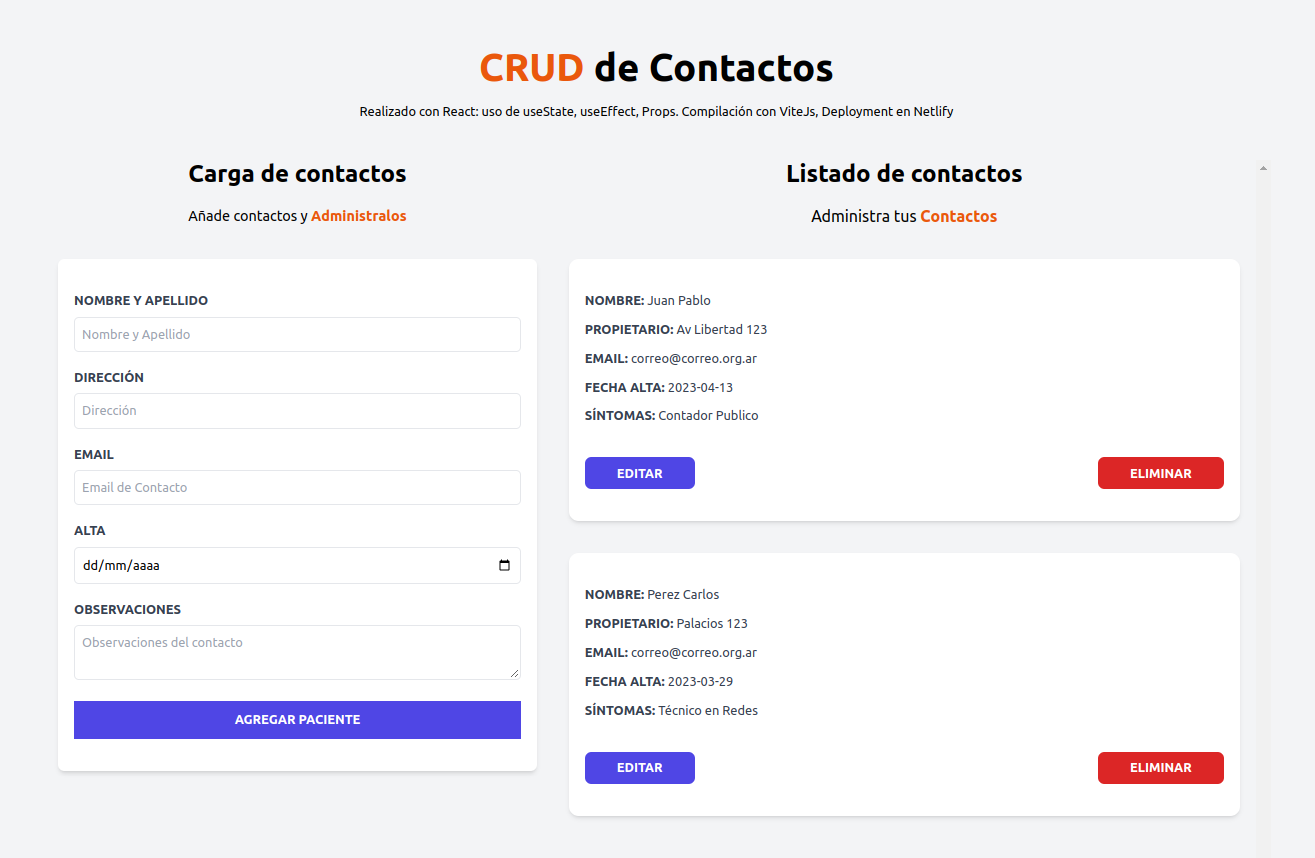 CRUD de Contactos
Realizado con React: uso de useState, useEffect, Props. Compilación con ViteJs, Deployment en Netlify
Carga de contactos
Añade contactos y Administralos
NOMBRE Y APELLIDO
Nombre y Apellido
DIRECCIÓN
Dirección
EMAIL
Email de Contacto
ALTA
dd/mm/aaaa
OBSERVACIONES
Observaciones del contacto
AGREGAR PACIENTE
Listado de contactos
Administra tus Contactos
NOMBRE: Juan Pablo
PROPIETARIO: Av Libertad 123
EMAIL: correo@correo.org.ar
FECHA ALTA: 2023-04-13
SÍNTOMAS: Contador Publico
EDITAR
ELIMINAR
NOMBRE: Perez Carlos
PROPIETARIO: Palacios 123
EMAIL: correo@correo.org.ar
FECHA ALTA: 2023-03-29
SÍNTOMAS: Técnico en Redes
EDITAR
ELIMINAR